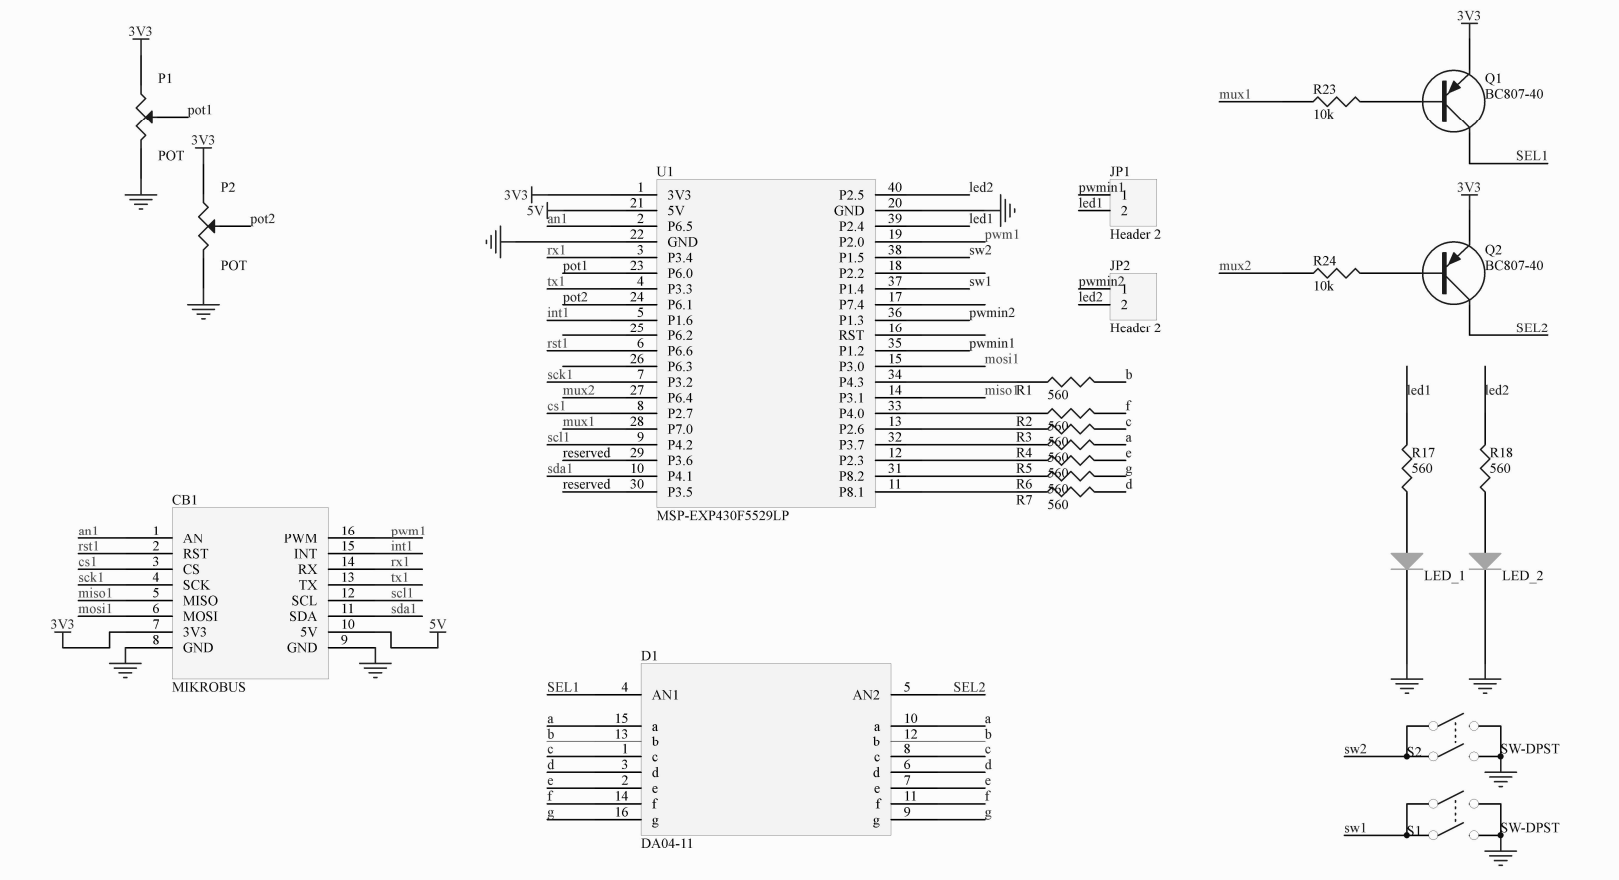 3V3
P1
pot1
POT
3V3
P2
pot2
POT
U1
3V3 1 3V3
5V 21 5V
an1 2 P6.5
22 GND
rx1 3 P3.4
pot1 23 P6.0
tx1 4 P3.3
pot2 24 P6.1
int1 5 P1.6
25 P6.2
rst1 6 P6.6
26 P6.3
sck1 7 P3.2
mux2 27 P6.4
cs1 8 P2.7
mux1 28 P7.0
scl1 9 P4.2
reserved 29 P3.6
sda1 10 P4.1
reserved 30 P3.5
P2.5 40 led2
GND 20
P2.4 39 led1
P2.0 19 pwm1
P1.5 38 sw2
P2.2 18
P1.4 37 sw1
P7.4 17
P1.3 36 pwmin2
RST 16
P1.2 35 pwmin1
P3.0 15 mosi1
P4.3 34 b
P3.1 14 miso1 R1 560
P4.0 33 f
P2.6 13 R2 560 c
P3.7 32 R3 560 a
P2.3 12 R4 560 e
P8.2 31 R5 560 g
P8.1 11 R6 560 d
R7 560
MSP-EXP430F5529LP
JP1
pwmin1 1
led1 2
Header 2
JP2
pwmin2 1
led2 2
Header 2
3V3
Q1
BC807-40
mux1 R23
10k
SEL1
3V3
Q2
BC807-40
mux2 R24
10k
SEL2
led1 led2
R17 R18
560 560
LED_1 LED_2
sw2 S2 SW-DPST
sw1 S1 SW-DPST
CB1
an1 1 AN PWM 16 pwm1
rst1 2 RST INT 15 int1
cs1 3 CS RX 14 rx1
sck1 4 SCK TX 13 tx1
miso1 5 MISO SCL 12 scl1
mosi1 6 MOSI SDA 11 sda1
3V3 7 3V3 5V 10 5V
8 GND GND 9
MIKROBUS
D1
SEL1 4 AN1 AN2 5 SEL2
a 15 a a 10 a
b 13 b b 12 b
c 1 c c 8 c
d 3 d d 6 d
e 2 e e 7 e
f 14 f f 11 f
g 16 g g 9 g
DA04-11